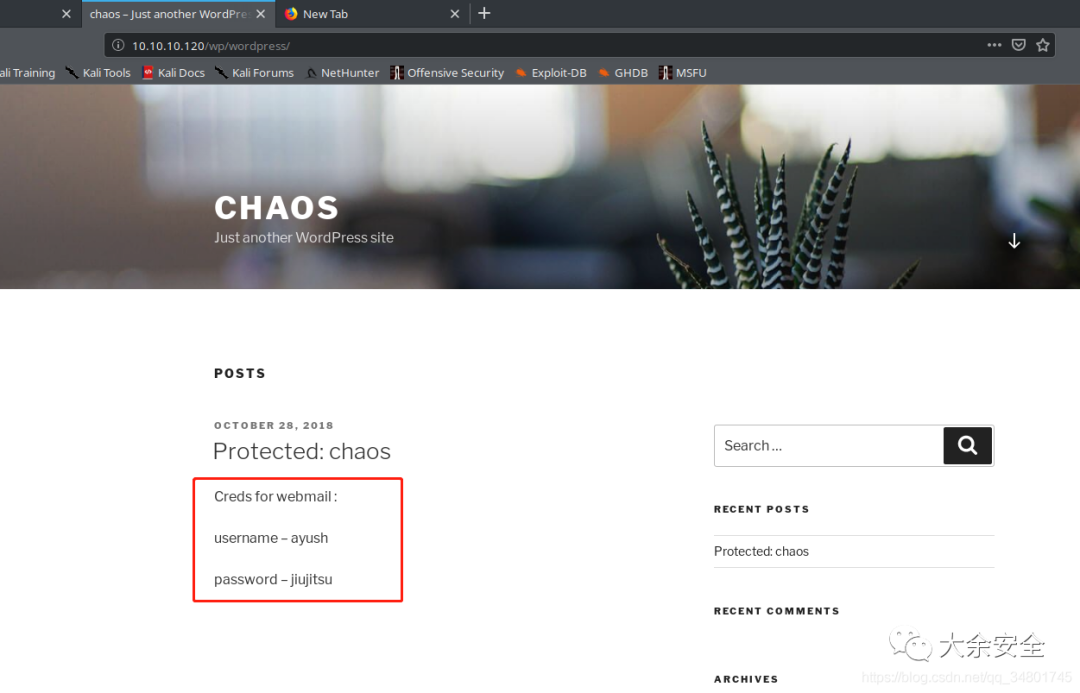 chaos – Just another WordPre
New Tab
10.10.10.120/wp/wordpress/
ali Training
Kali Tools
Kali Docs
Kali Forums
NetHunter
Offensive Security
Exploit-DB
GHDB
MSFU
CHAOS
Just another WordPress site
POSTS
OCTOBER 28, 2018
Protected: chaos
Creds for webmail :
username – ayush
password – jiujitsu
Search …
RECENT POSTS
Protected: chaos
RECENT COMMENTS
ARCHIVES
大余安全
https://blog.csdn.net/qq_34801745